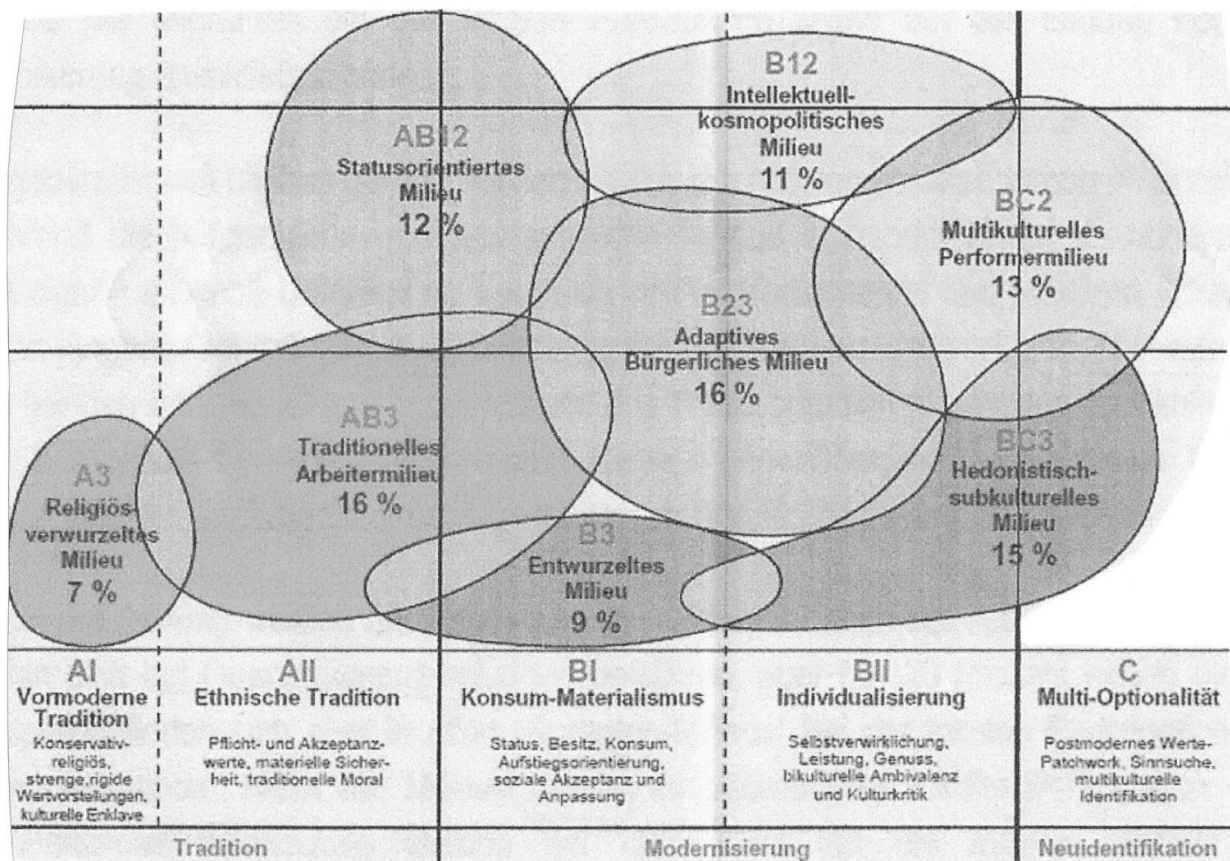 B12
Intellektuell-
kosmopolitisches
Milieu
11 %
AB12
Statusorientiertes
Milieu
12 %
BC2
Multikulturelles
Performermilieu
13 %
B23
Adaptives
Bürgerliches Milieu
16 %
AB3
Traditionelles
Arbeitermilieu
16 %
A3
Religiös-
verwurzeltes
Milieu
7 %
BC3
Hedonistisch-
subkulturelles
Milieu
15 %
B3
Entwurzeltes
Milieu
9 %
AI
Vormoderne
Tradition
Konservativ-
religiös,
strenge,rigide
Wertvorstellungen,
kulturelle Enklave
AII
Ethnische Tradition
Pflicht- und Akzeptanz-
werte, materielle Sicher-
heit, traditionelle Moral
BI
Konsum-Materialismus
Status, Besitz, Konsum,
Aufstiegsorientierung,
soziale Akzeptanz und
Anpassung
BII
Individualisierung
Selbstverwirklichung,
Leistung, Genuss,
bikulturelle Ambivalenz
und Kulturkritik
C
Multi-Optionalität
Postmodernes Werte-
Patchwork, Sinnsuche,
multikulturelle
Identifikation
Tradition
Modernisierung
Neuidentifikation